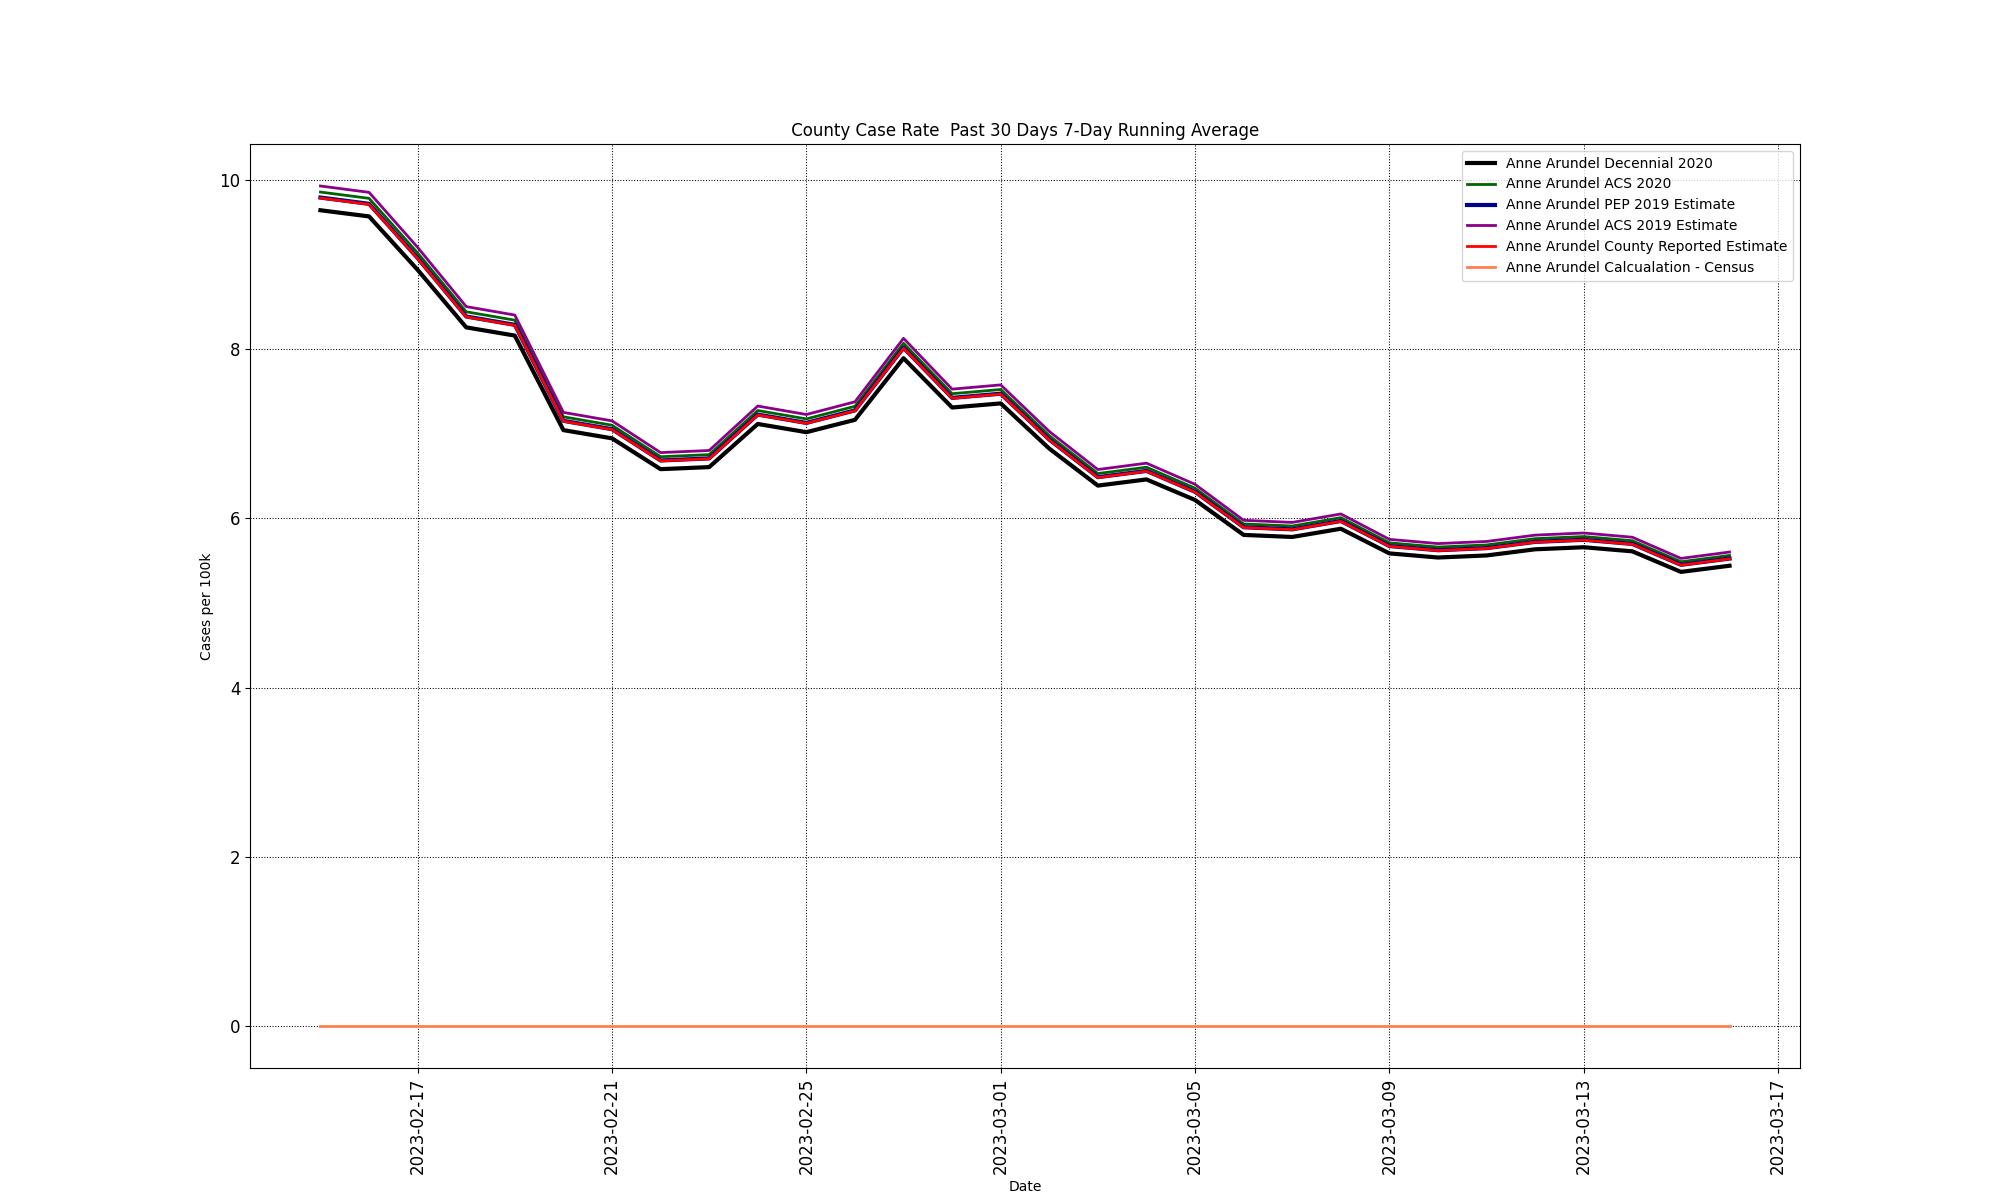 County Case Rate  Past 30 Days 7-Day Running Average
Anne Arundel Decennial 2020
Anne Arundel ACS 2020
Anne Arundel PEP 2019 Estimate
Anne Arundel ACS 2019 Estimate
Anne Arundel County Reported Estimate
Anne Arundel Calcualation - Census
10
8
6
4
2
0
Cases per 100k
2023-02-17
2023-02-21
2023-02-25
2023-03-01
2023-03-05
2023-03-09
2023-03-13
2023-03-17
Date